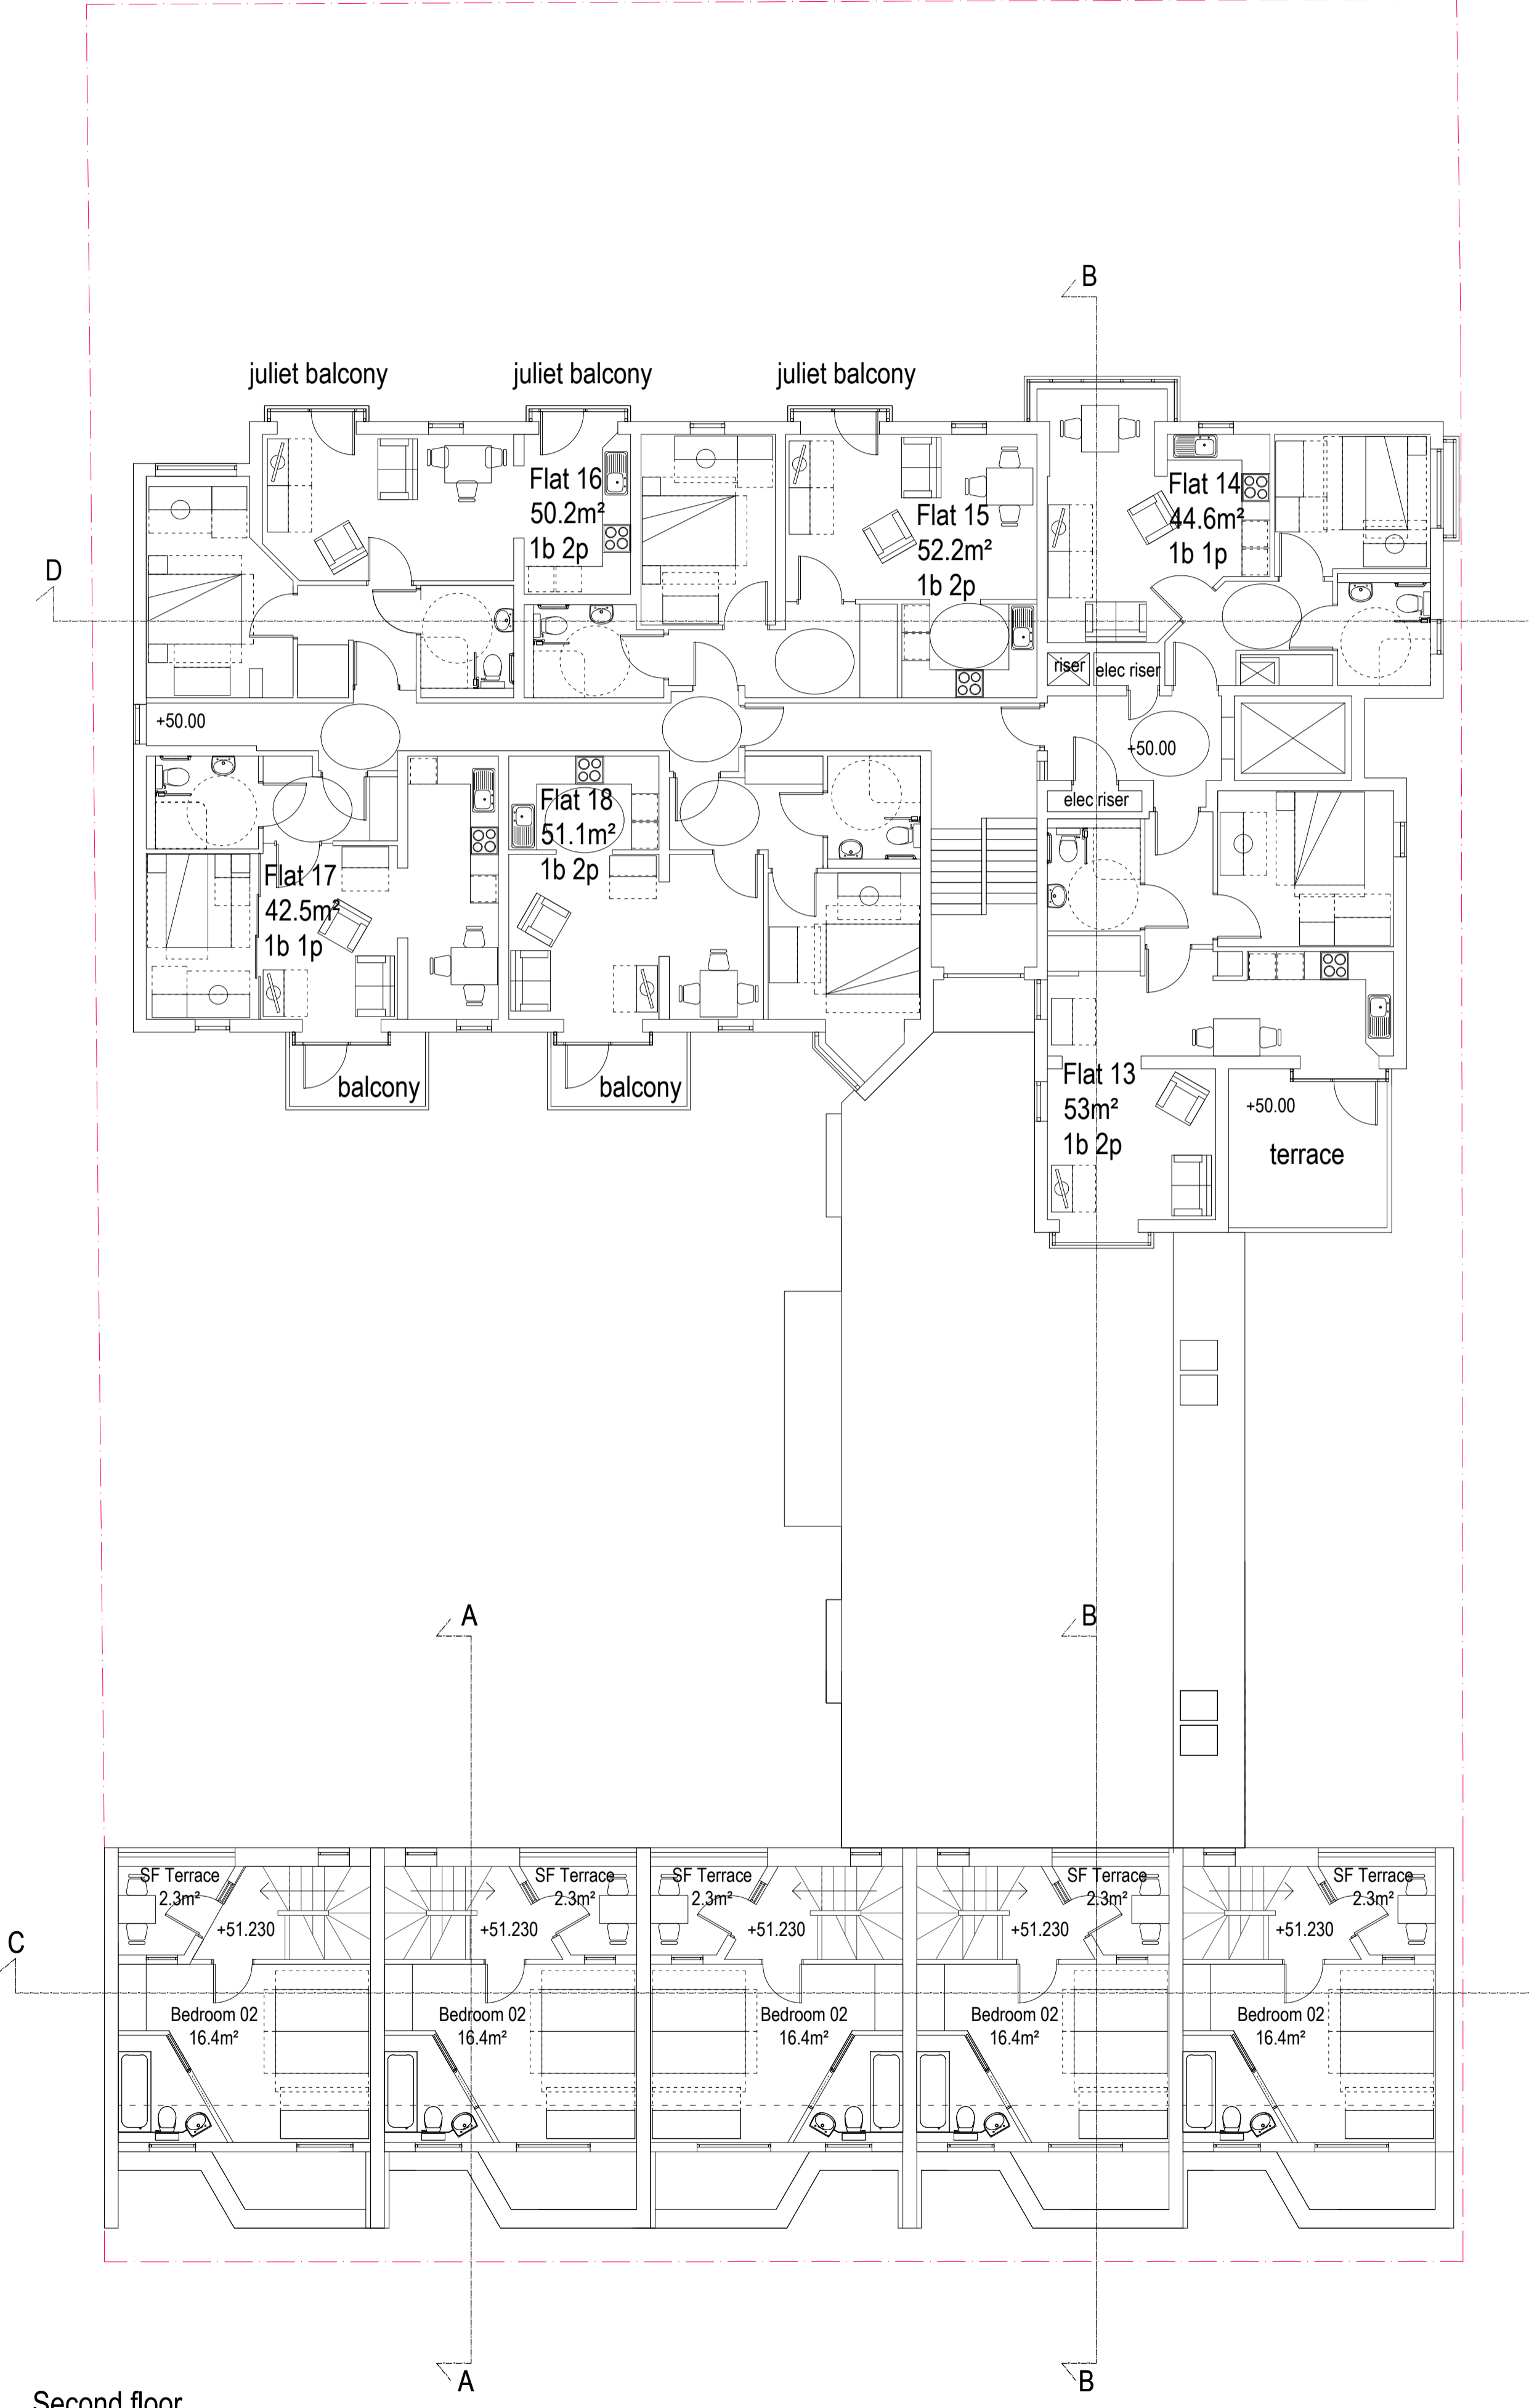 B
juliet balcony
juliet balcony
juliet balcony
Flat 16
50.2m²
1b 2p
Flat 15
52.2m²
1b 2p
Flat 14
44.6m²
1b 1p
D
riser
elec riser
+50.00
+50.00
elec riser
Flat 18
51.1m²
1b 2p
Flat 17
42.5m²
1b 1p
balcony
balcony
Flat 13
53m²
1b 2p
+50.00
terrace
A
B
SF Terrace
2.3m²
SF Terrace
2.3m²
SF Terrace
2.3m²
SF Terrace
2.3m²
SF Terrace
2.3m²
+51.230
+51.230
+51.230
+51.230
+51.230
C
Bedroom 02
16.4m²
Bedroom 02
16.4m²
Bedroom 02
16.4m²
Bedroom 02
16.4m²
Bedroom 02
16.4m²
A
B
Second floor